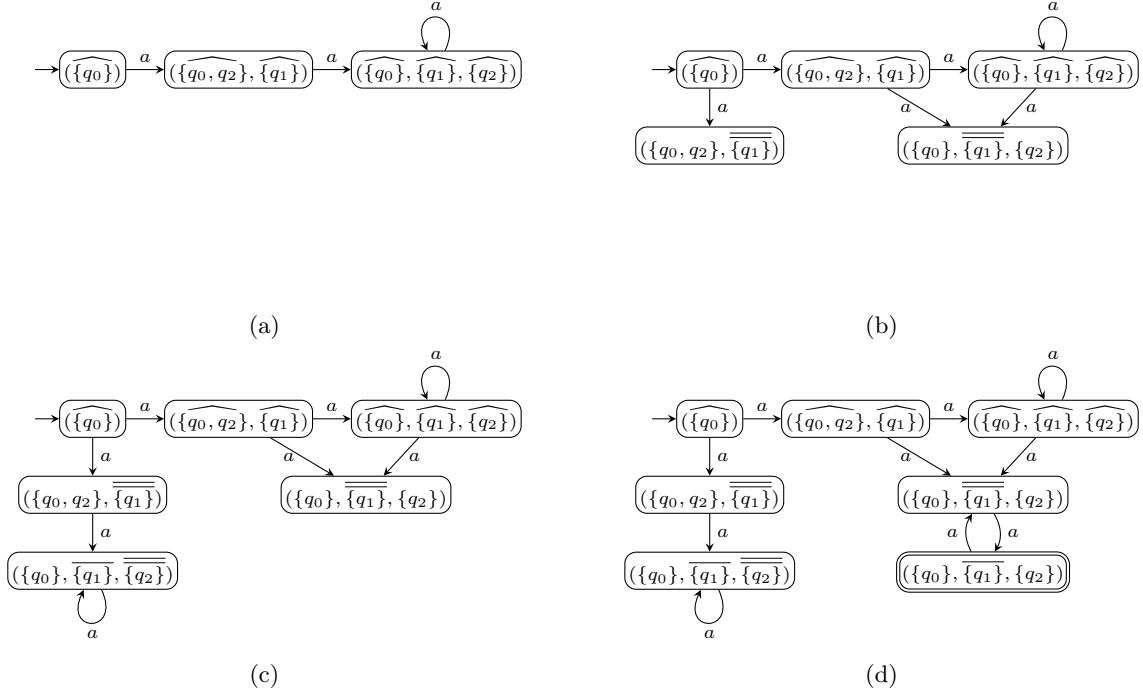 a a
a a a
({q₀}) ({q₀, q₂}, {q₁}) ({q₀}, {q₁}, {q₂}) ({q₀}) ({q₀, q₂}, {q₁}) ({q₀}, {q₁}, {q₂})
a a a
({q₀, q₂}, {q₁}) ({q₀}, {q₁}, {q₂})
(a) (b)
a a
a a a a
({q₀}) ({q₀, q₂}, {q₁}) ({q₀}, {q₁}, {q₂}) ({q₀}) ({q₀, q₂}, {q₁}) ({q₀}, {q₁}, {q₂})
a a a a a a
({q₀, q₂}, {q₁}) ({q₀}, {q₁}, {q₂}) ({q₀, q₂}, {q₁}) ({q₀}, {q₁}, {q₂})
a a a a
({q₀}, {q₁}, {q₂}) ({q₀}, {q₁}, {q₂}) ({q₀}, {q₁}, {q₂})
a a
(c) (d)